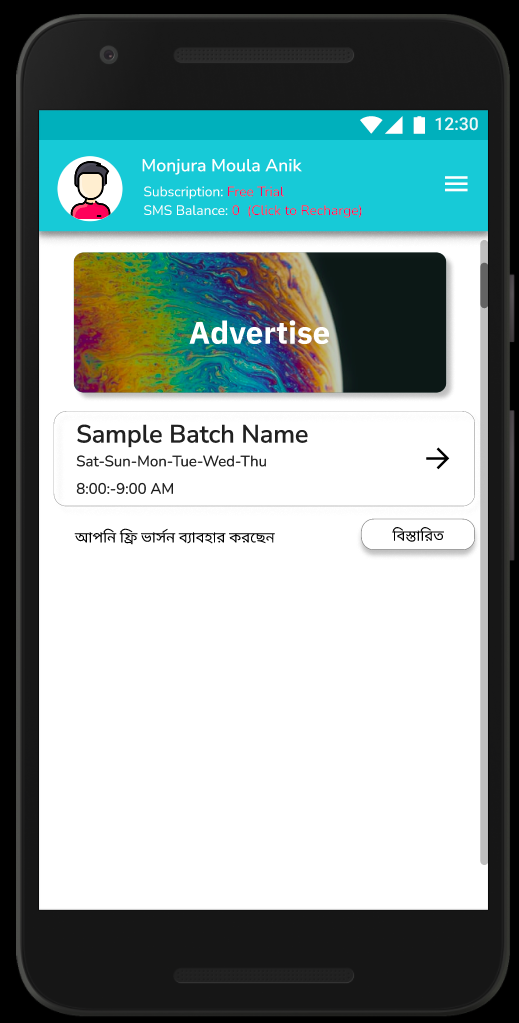 12:30
Monjura Moula Anik
Subscription: Free Trial
SMS Balance: 0 (Click to Recharge)
Advertise
Sample Batch Name
Sat-Sun-Mon-Tue-Wed-Thu
8:00:-9:00 AM
আপনি ফ্রি ভার্সন ব্যাবহার করছেন
বিস্তারিত